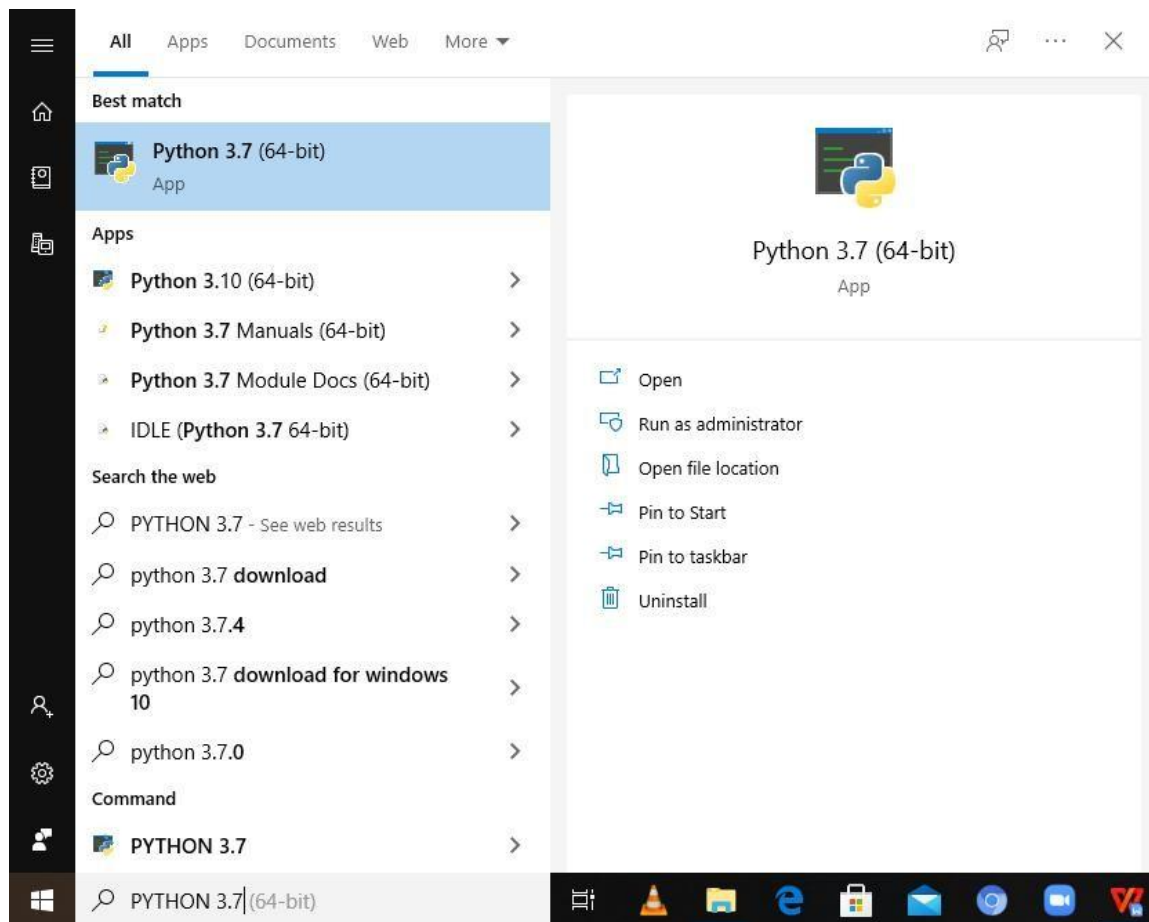 All Apps Documents Web More
Best match
Python 3.7 (64-bit)
App
Apps
Python 3.10 (64-bit)
Python 3.7 Manuals (64-bit)
Python 3.7 Module Docs (64-bit)
IDLE (Python 3.7 64-bit)
Search the web
PYTHON 3.7 - See web results
python 3.7 download
python 3.7.4
python 3.7 download for windows
10
python 3.7.0
Command
PYTHON 3.7
PYTHON 3.7 (64-bit)
Python 3.7 (64-bit)
App
Open
Run as administrator
Open file location
Pin to Start
Pin to taskbar
Uninstall